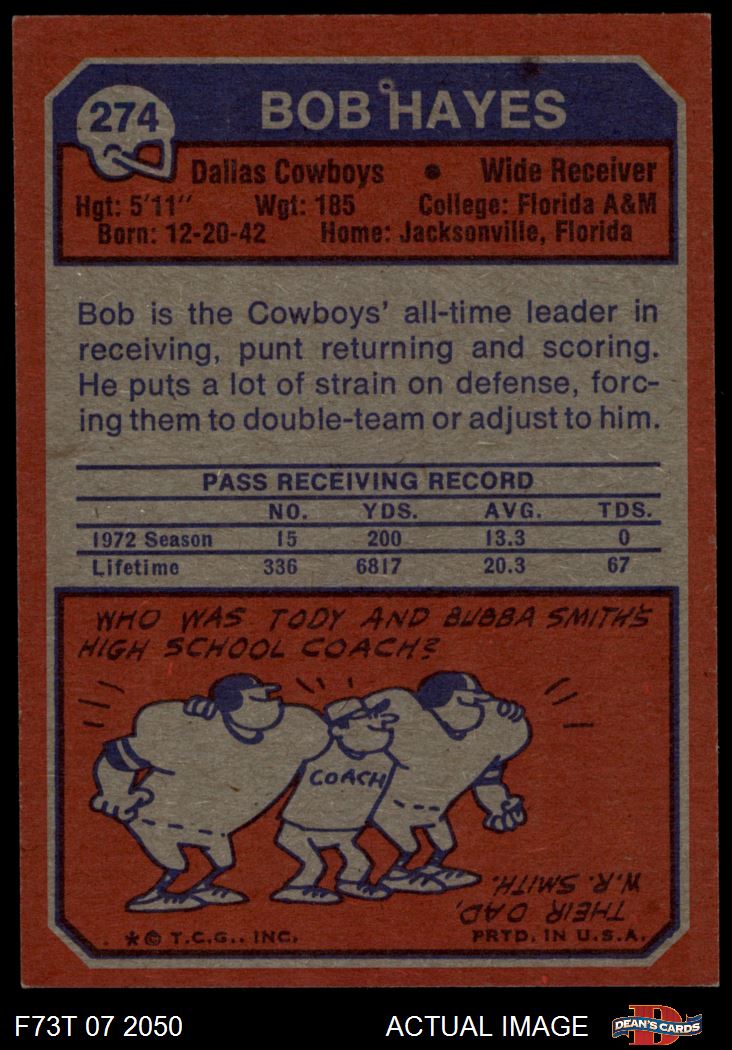 274
BOB HAYES
Dallas Cowboys • Wide Receiver
Hgt: 5'11" Wgt: 185 College: Florida A&M
Born: 12-20-42 Home: Jacksonville, Florida
Bob is the Cowboys' all-time leader in
receiving, punt returning and scoring.
He puts a lot of strain on defense, forc-
ing them to double-team or adjust to him.
PASS RECEIVING RECORD
NO. YDS. AVG. TDS.
1972 Season 15 200 13.3 0
Lifetime 336 6817 20.3 67
WHO WAS TODY AND BUBBA SMITH'S
HIGH SCHOOL COACH?
COACH
THEIR DAD,
W.R. SMITH.
*© T.C.G., INC. PRTD. IN U.S.A.
F73T 07 2050 ACTUAL IMAGE
D
DEAN'S CARDS